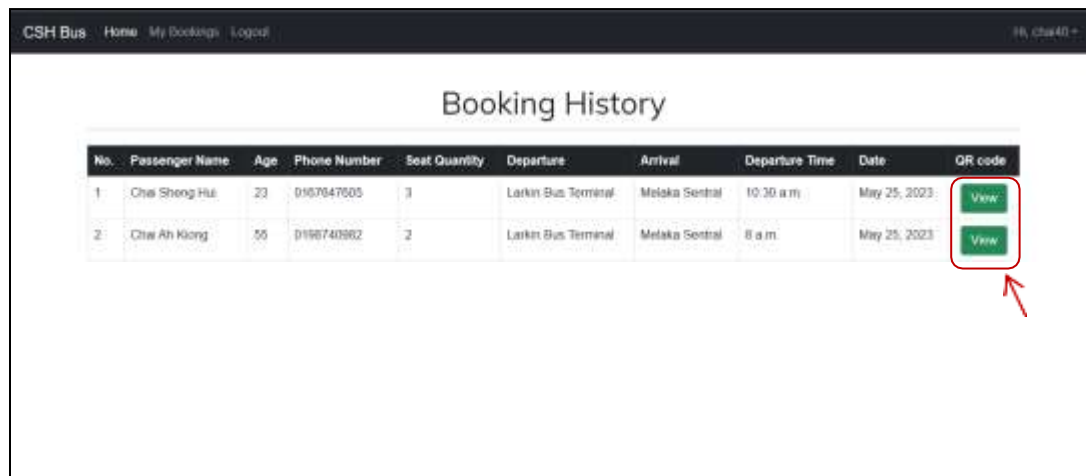 CSH Bus Home My Bookings Logout Hi, chai40
Booking History
No. Passenger Name Age Phone Number Seat Quantity Departure Arrival Departure Time Date QR code
1 Chai Sheng Hui 23 0167647605 3 Larkin Bus Terminal Melaka Sentral 10:30 a.m. May 25, 2023 View
2 Chai Ah Kiong 55 0198740982 2 Larkin Bus Terminal Melaka Sentral 8 a.m. May 25, 2023 View